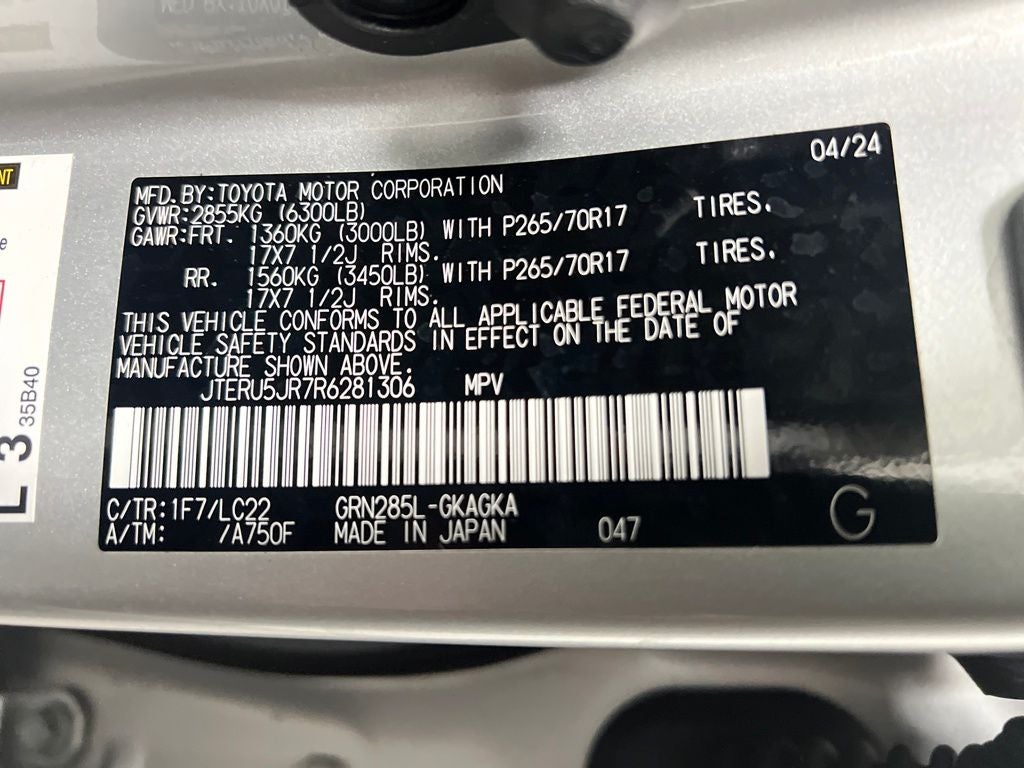 04/24
MFD.BY:TOYOTA MOTOR CORPORATION
GVWR:2855KG (6300LB)
GAWR:FRT. 1360KG (3000LB) WITH P265/70R17 TIRES.
17X7 1/2J RIMS.
RR. 1560KG (3450LB) WITH P265/70R17 TIRES.
17X7 1/2J RIMS.
THIS VEHICLE CONFORMS TO ALL APPLICABLE FEDERAL MOTOR
VEHICLE SAFETY STANDARDS IN EFFECT ON THE DATE OF
MANUFACTURE SHOWN ABOVE.
JTERU5JR7R6281306 MPV
C/TR:1F7/LC22 GRN285L-GKAGKA
A/TM: /A750F MADE IN JAPAN 047 G
NT
e
L 3
35B40